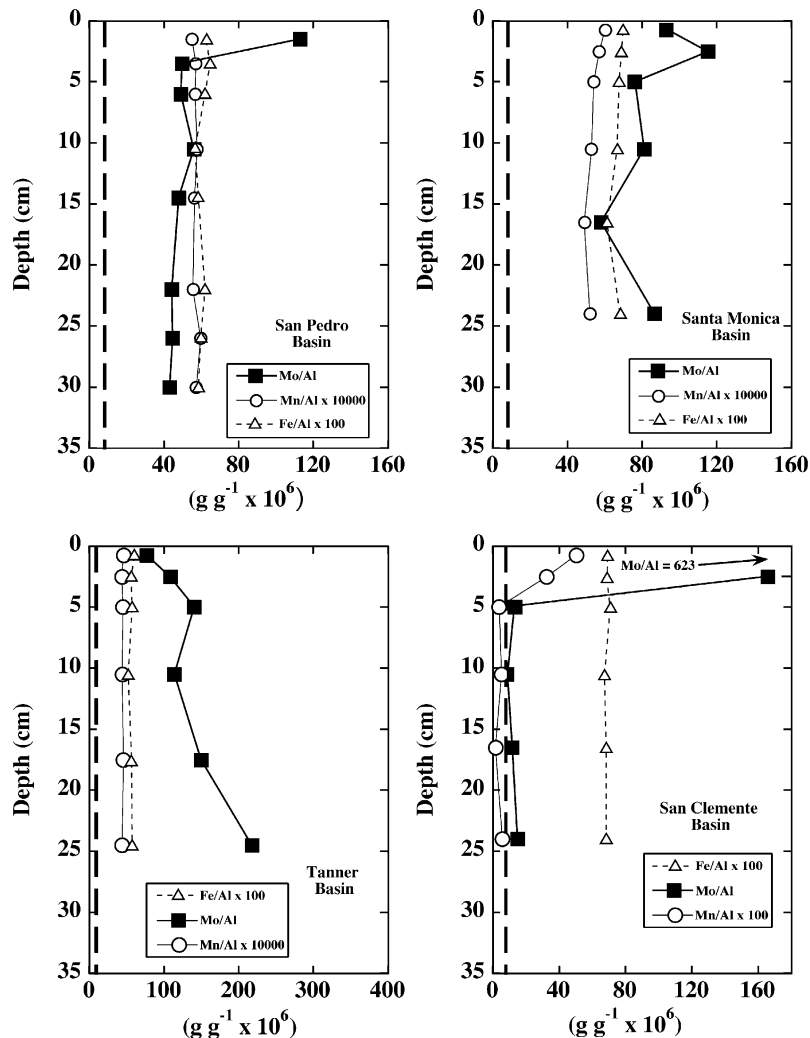 0
5
10
15
20
25
30
35
Depth (cm)
San Pedro
Basin
Mo/Al
Mn/Al x 10000
Fe/Al x 100
0 40 80 120 160
(g g⁻¹ x 10⁶)
0
5
10
15
20
25
30
35
Depth (cm)
Santa Monica
Basin
Mo/Al
Mn/Al x 10000
Fe/Al x 100
0 40 80 120 160
(g g⁻¹ x 10⁶)
0
5
10
15
20
25
30
35
Depth (cm)
Tanner
Basin
Fe/Al x 100
Mo/Al
Mn/Al x 10000
0 100 200 300 400
(g g⁻¹ x 10⁶)
0
5
10
15
20
25
30
35
Depth (cm)
Mo/Al = 623
San Clemente
Basin
Fe/Al x 100
Mo/Al
Mn/Al x 100
0 40 80 120 160
(g g⁻¹ x 10⁶)